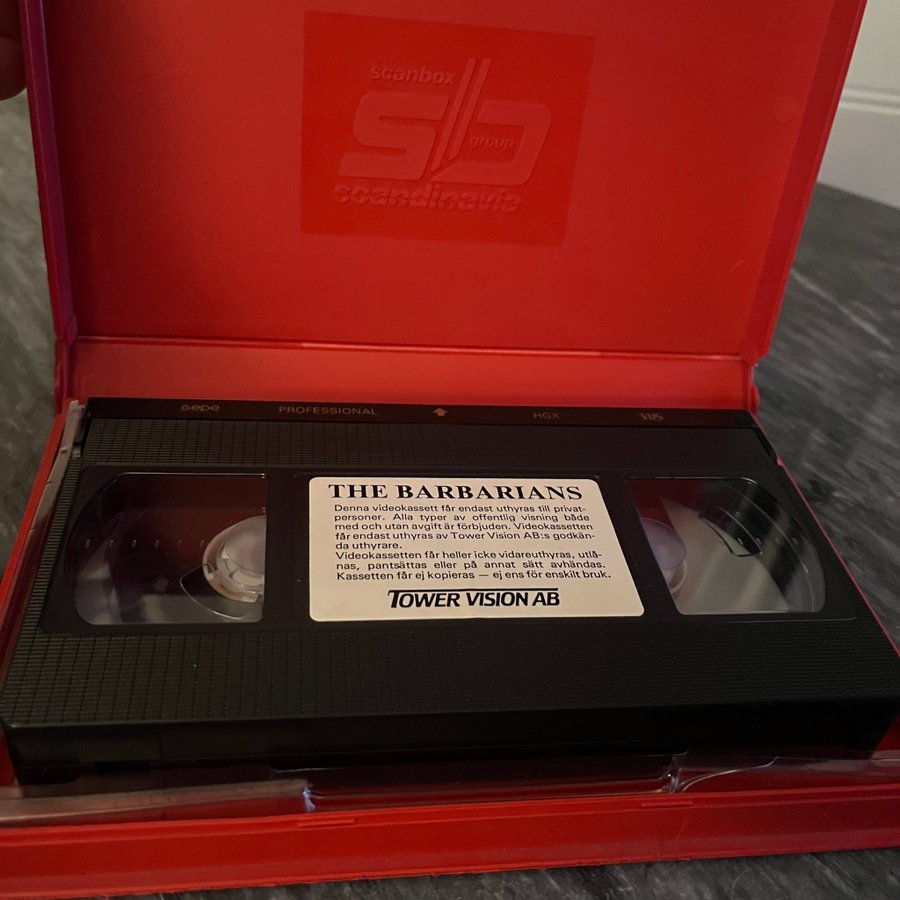 scanbox
sb
group
scandinavia
gepe PROFESSIONAL HGX VHS
THE BARBARIANS
Denna videokassett får endast uthyras till privat-
personer. Alla typer av offentlig visning både
med och utan avgift är förbjuden. Videokassetten
får endast uthyras av Tower Vision AB:s godkän-
da uthyrare.
Videokassetten får heller icke vidareuthyras, utlå-
nas, pantsättas eller på annat sätt avhändas.
Kassetten får ej kopieras — ej ens för enskilt bruk.
TOWER VISION AB